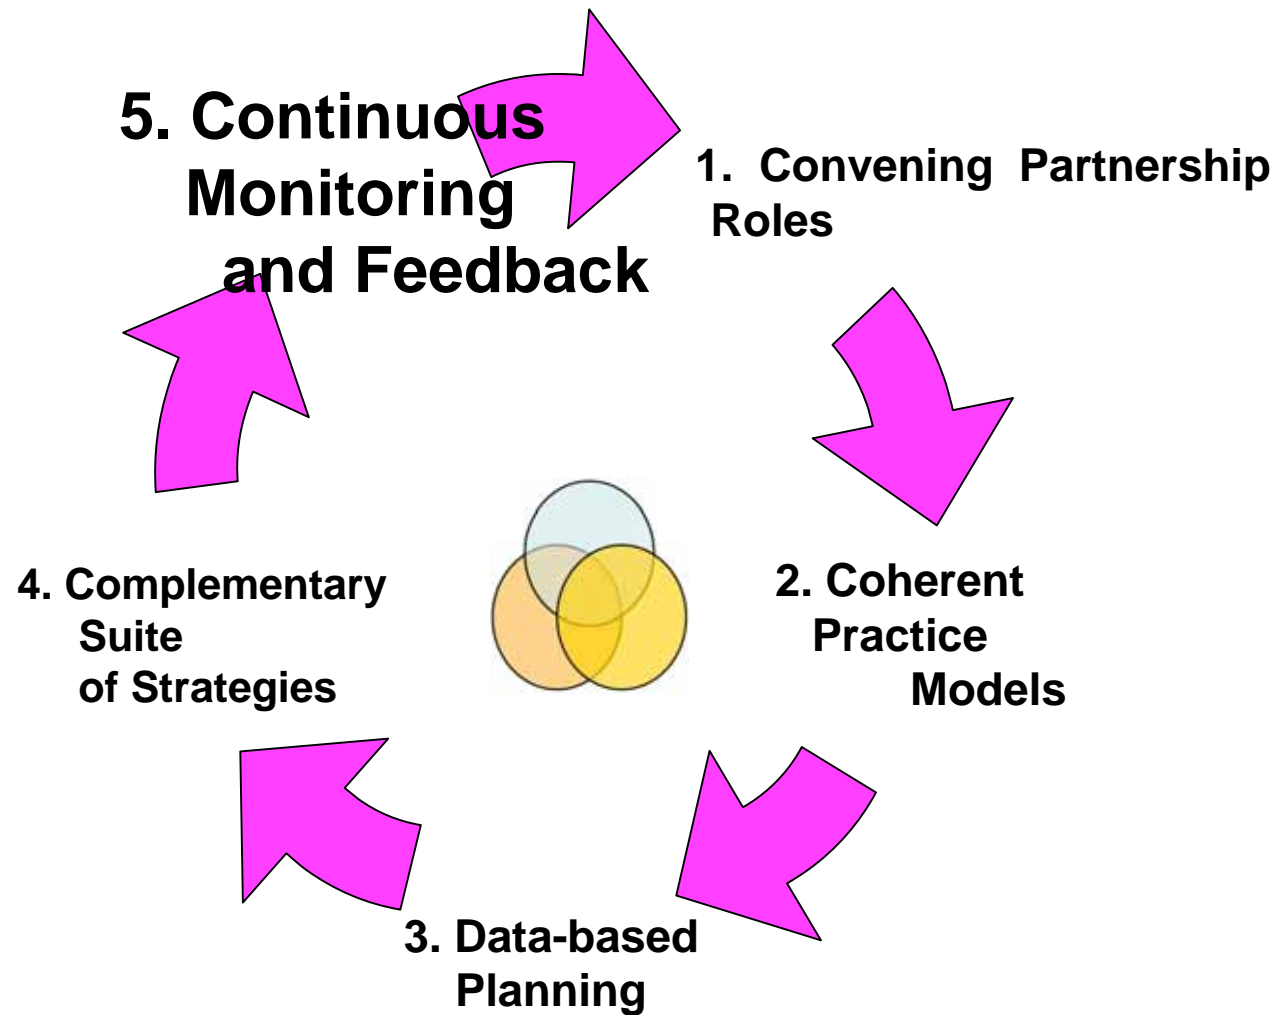 1. Convening Partnership
Roles
2. Coherent
Practice
Models
3. Data-based
Planning
4. Complementary
Suite
of Strategies
5. Continuous
Monitoring
and Feedback